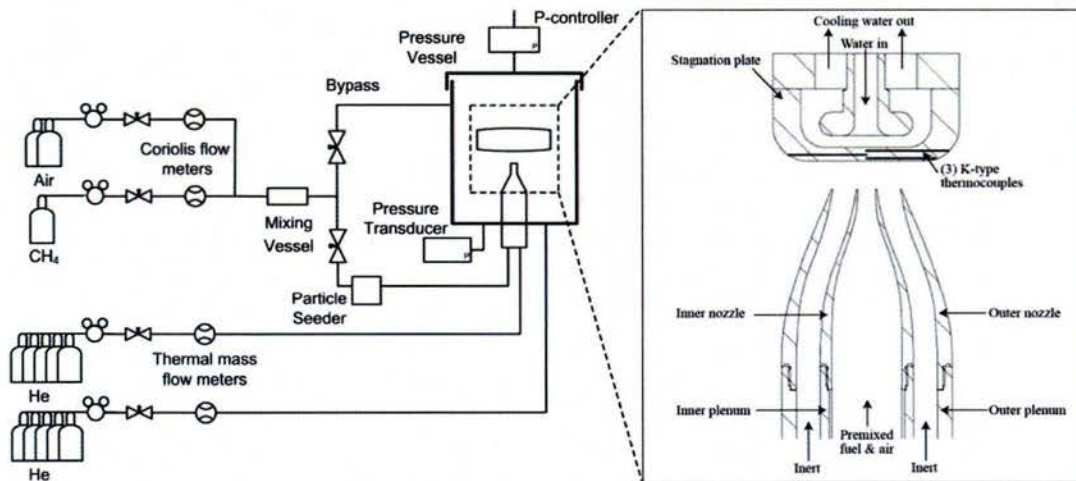 P-controller
P
Pressure
Vessel
Bypass
Air
Coriolis flow
meters
CH₄
Mixing
Vessel
Pressure
Transducer
P
Particle
Seeder
He
Thermal mass
flow meters
He
Cooling water out
Water in
Stagnation plate
(3) K-type
thermocouples
Inner nozzle
Outer nozzle
Inner plenum
Outer plenum
Premixed
fuel & air
Inert
Inert